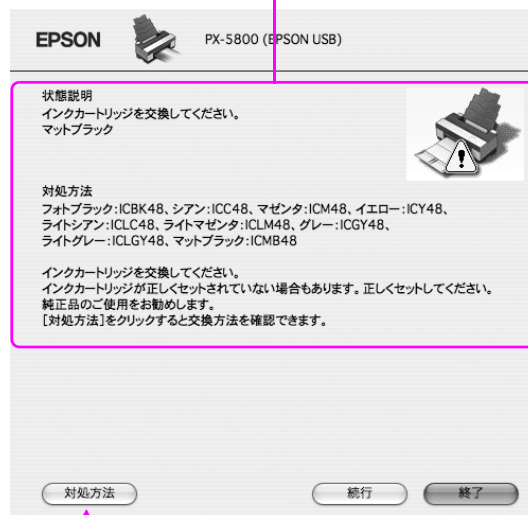 EPSON
PX-5800 (EPSON USB)
状態説明
インクカートリッジを交換してください。
マットブラック
対処方法
フォトブラック:ICBK48、シアン:ICC48、マゼンタ:ICM48、イエロー:ICY48、
ライトシアン:ICLC48、ライトマゼンタ:ICLM48、グレー:ICGY48、
ライトグレー:ICLGY48、マットブラック:ICMB48
インクカートリッジを交換してください。
インクカートリッジが正しくセットされていない場合もあります。正しくセットしてください。
純正品のご使用をお勧めします。
[対処方法]をクリックすると交換方法を確認できます。
対処方法
続行
終了